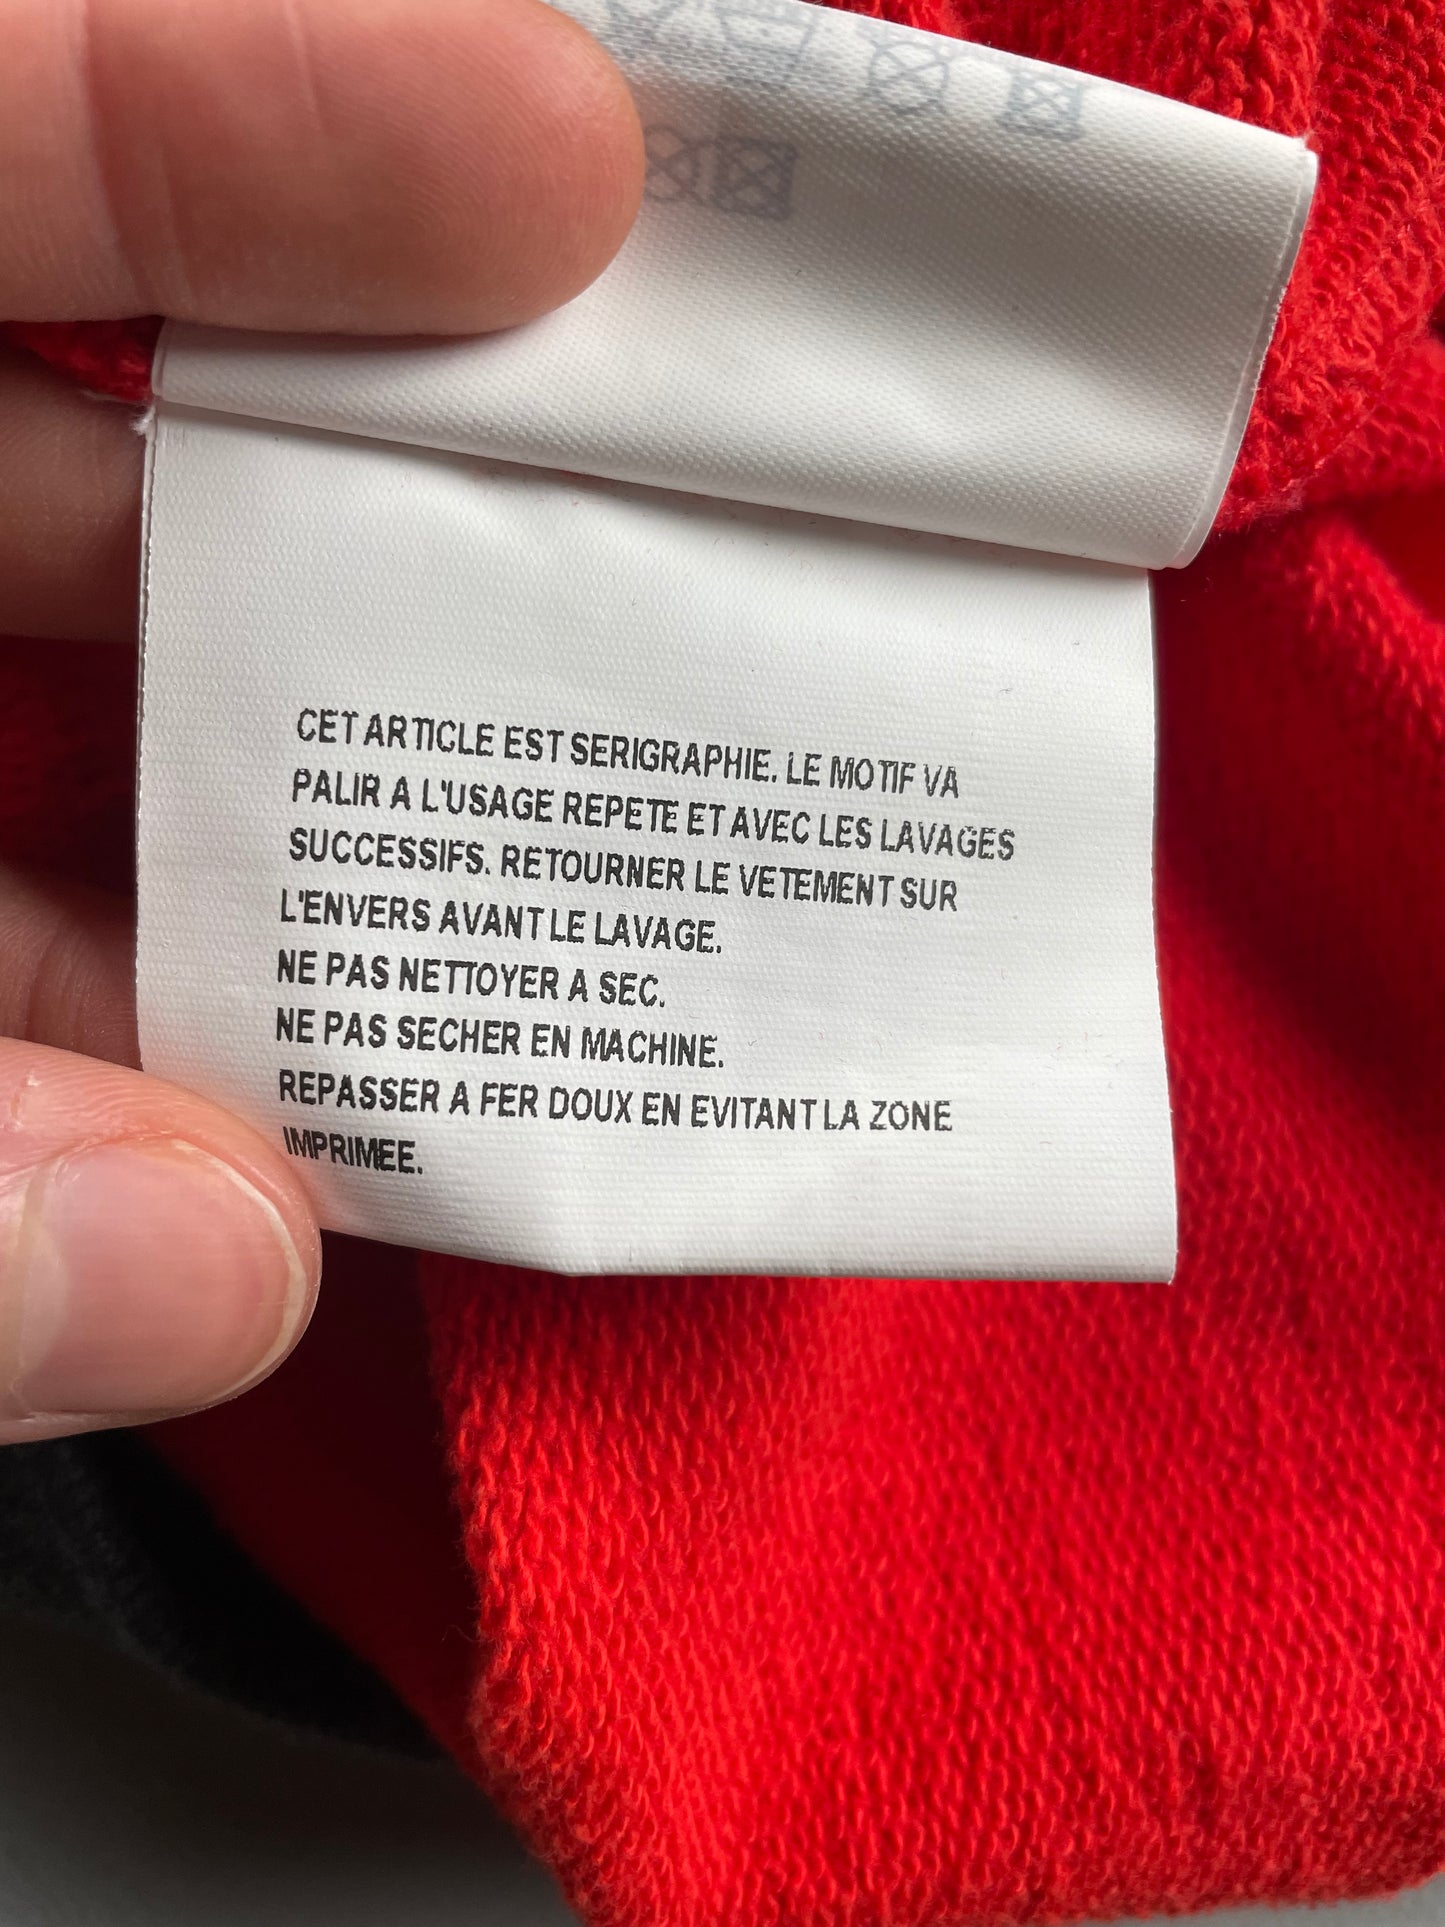 CET ARTICLE EST SERIGRAPHIE. LE MOTIF VA
PALIR A L'USAGE REPETE ET AVEC LES LAVAGES
SUCCESSIFS. RETOURNER LE VETEMENT SUR
L'ENVERS AVANT LE LAVAGE.
NE PAS NETTOYER A SEC.
NE PAS SECHER EN MACHINE.
REPASSER A FER DOUX EN EVITANT LA ZONE
IMPRIMEE.